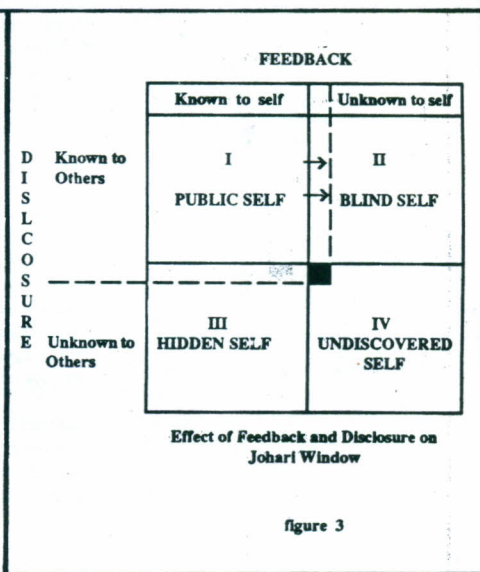 FEEDBACK
Known to self Unknown to self
D
I
S
L
C
O
S
U
R
E
Known to
Others
I
PUBLIC SELF
II
BLIND SELF
Unknown to
Others
III
HIDDEN SELF
IV
UNDISCOVERED
SELF
Effect of Feedback and Disclosure on
Johari Window
figure 3